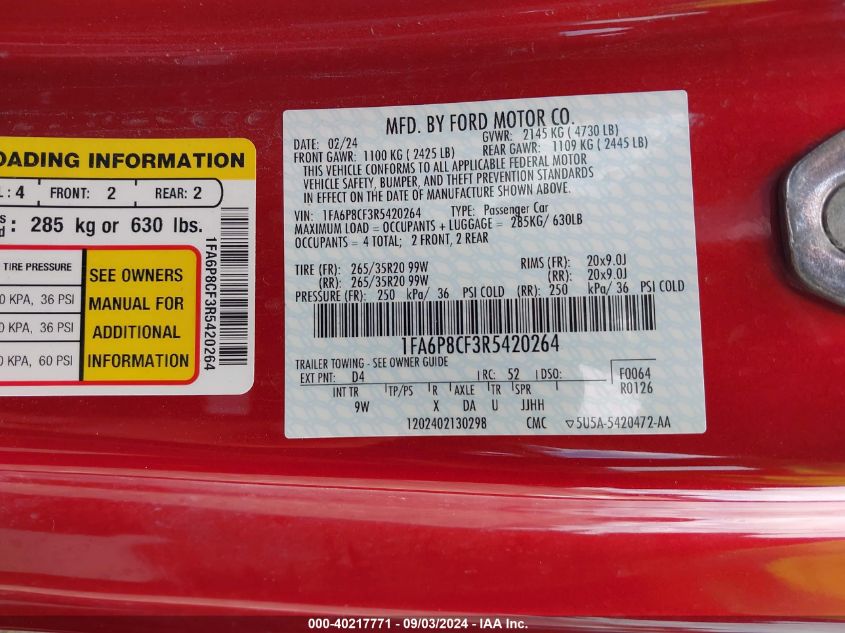 OADING INFORMATION
: 4 FRONT: 2 REAR: 2
: 285 kg or 630 lbs.
TIRE PRESSURE
0 KPA, 36 PSI
0 KPA, 36 PSI
0 KPA, 60 PSI
SEE OWNERS
MANUAL FOR
ADDITIONAL
INFORMATION
1FA6P8CF3R5420264
MFD. BY FORD MOTOR CO.
DATE: 02/24 GVWR: 2145 KG ( 4730 LB)
FRONT GAWR: 1100 KG ( 2425 LB) REAR GAWR: 1109 KG ( 2445 LB)
THIS VEHICLE CONFORMS TO ALL APPLICABLE FEDERAL MOTOR
VEHICLE SAFETY, BUMPER, AND THEFT PREVENTION STANDARDS
IN EFFECT ON THE DATE OF MANUFACTURE SHOWN ABOVE.
VIN: 1FA6P8CF3R5420264 TYPE: Passenger Car
MAXIMUM LOAD = OCCUPANTS + LUGGAGE = 285KG/ 630LB
OCCUPANTS = 4 TOTAL; 2 FRONT, 2 REAR
TIRE (FR): 265/35R20 99W RIMS (FR): 20x9.0J
(RR): 265/35R20 99W (RR): 20x9.0J
PRESSURE (FR): 250 kPa/ 36 PSI COLD (RR): 250 kPa/ 36 PSI COLD
1FA6P8CF3R5420264
TRAILER TOWING - SEE OWNER GUIDE
EXT PNT: D4 RC: 52 DSO: F0064
INT TR TP/PS R AXLE TR SPR R0126
9W X DA U JJHH
1202402130298 CMC ▽5U5A-5420472-AA
000-40217771 - 09/03/2024 - WWW.IAAI.COM. INC.